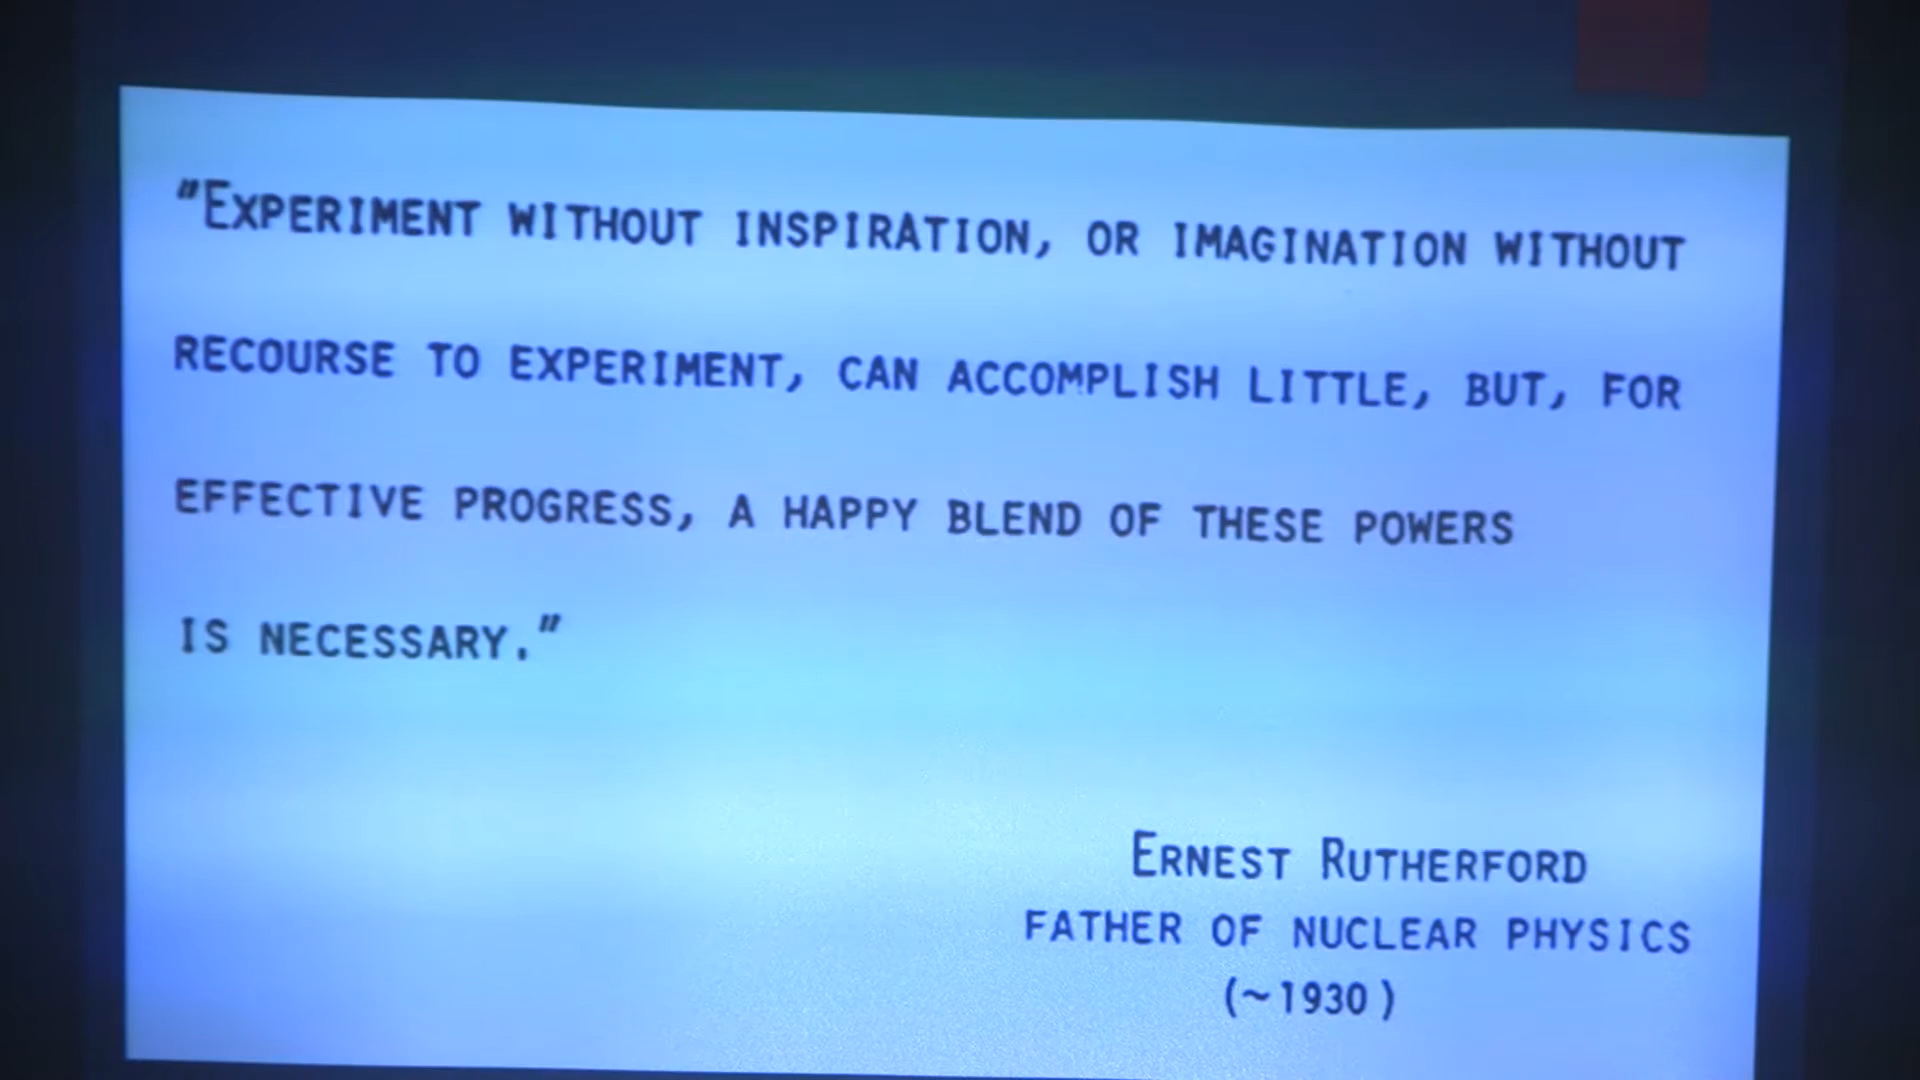 "EXPERIMENT WITHOUT INSPIRATION, OR IMAGINATION WITHOUT
RECOURSE TO EXPERIMENT, CAN ACCOMPLISH LITTLE, BUT, FOR
EFFECTIVE PROGRESS, A HAPPY BLEND OF THESE POWERS
IS NECESSARY."
ERNEST RUTHERFORD
FATHER OF NUCLEAR PHYSICS
(~1930)